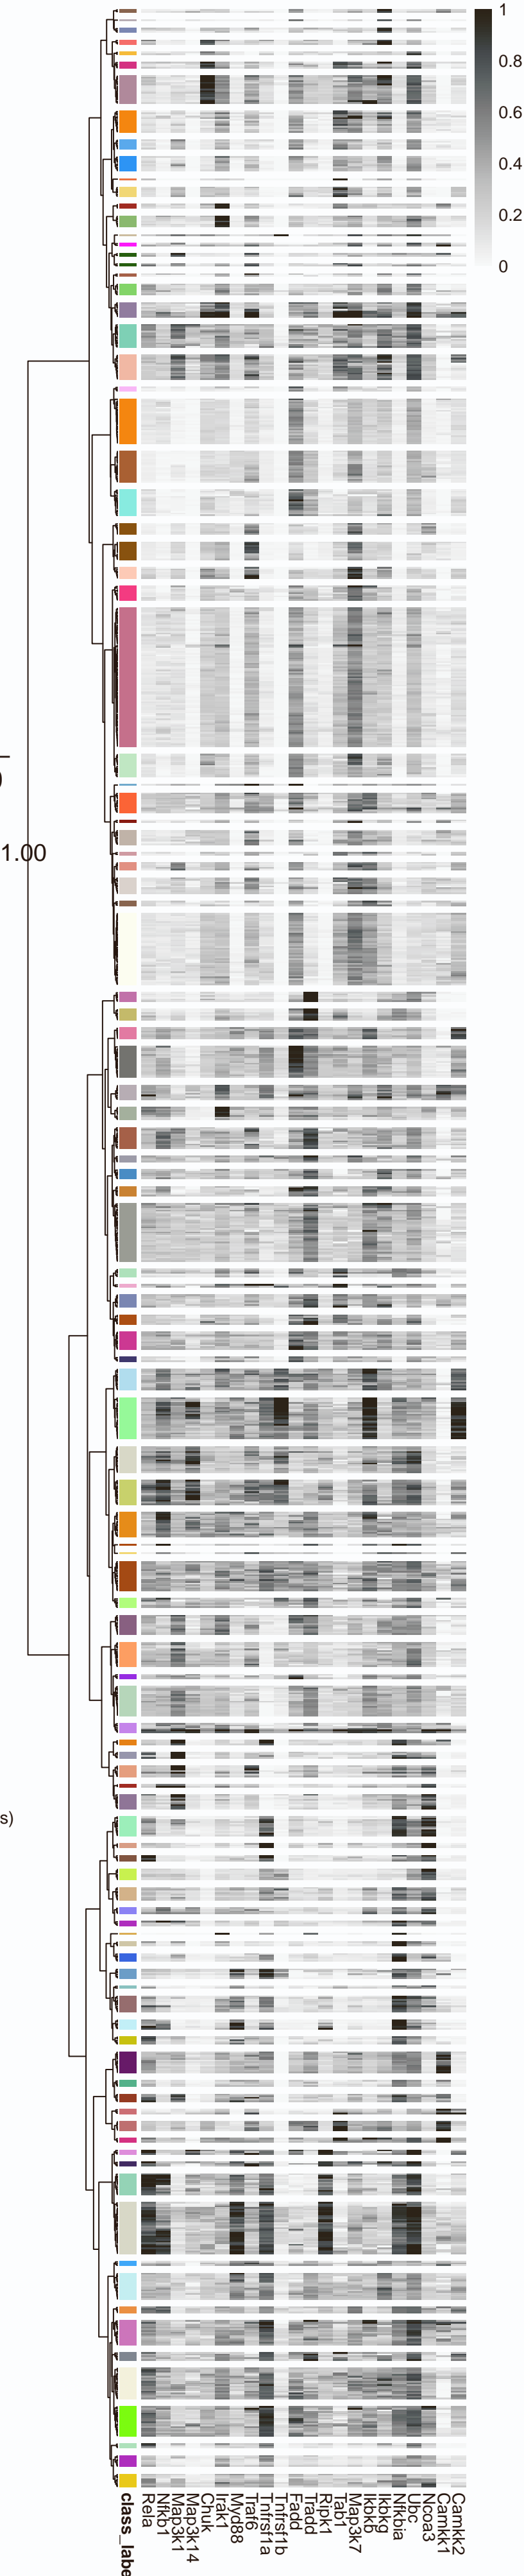 1
0.8
0.6
0.4
0.2
0
1.00
s)
class_labe
Rela
Nfkb1
Map3k1
Map3k14
Chuk
Irak1
Myd88
Traf6
Tnfrsf1a
Tnfrsf1b
Fadd
Tradd
Ripk1
Tab1
Map3k7
Ikbkb
Ikbkg
Nfkbia
Ubc
Ncoa3
Camkk1
Camkk2